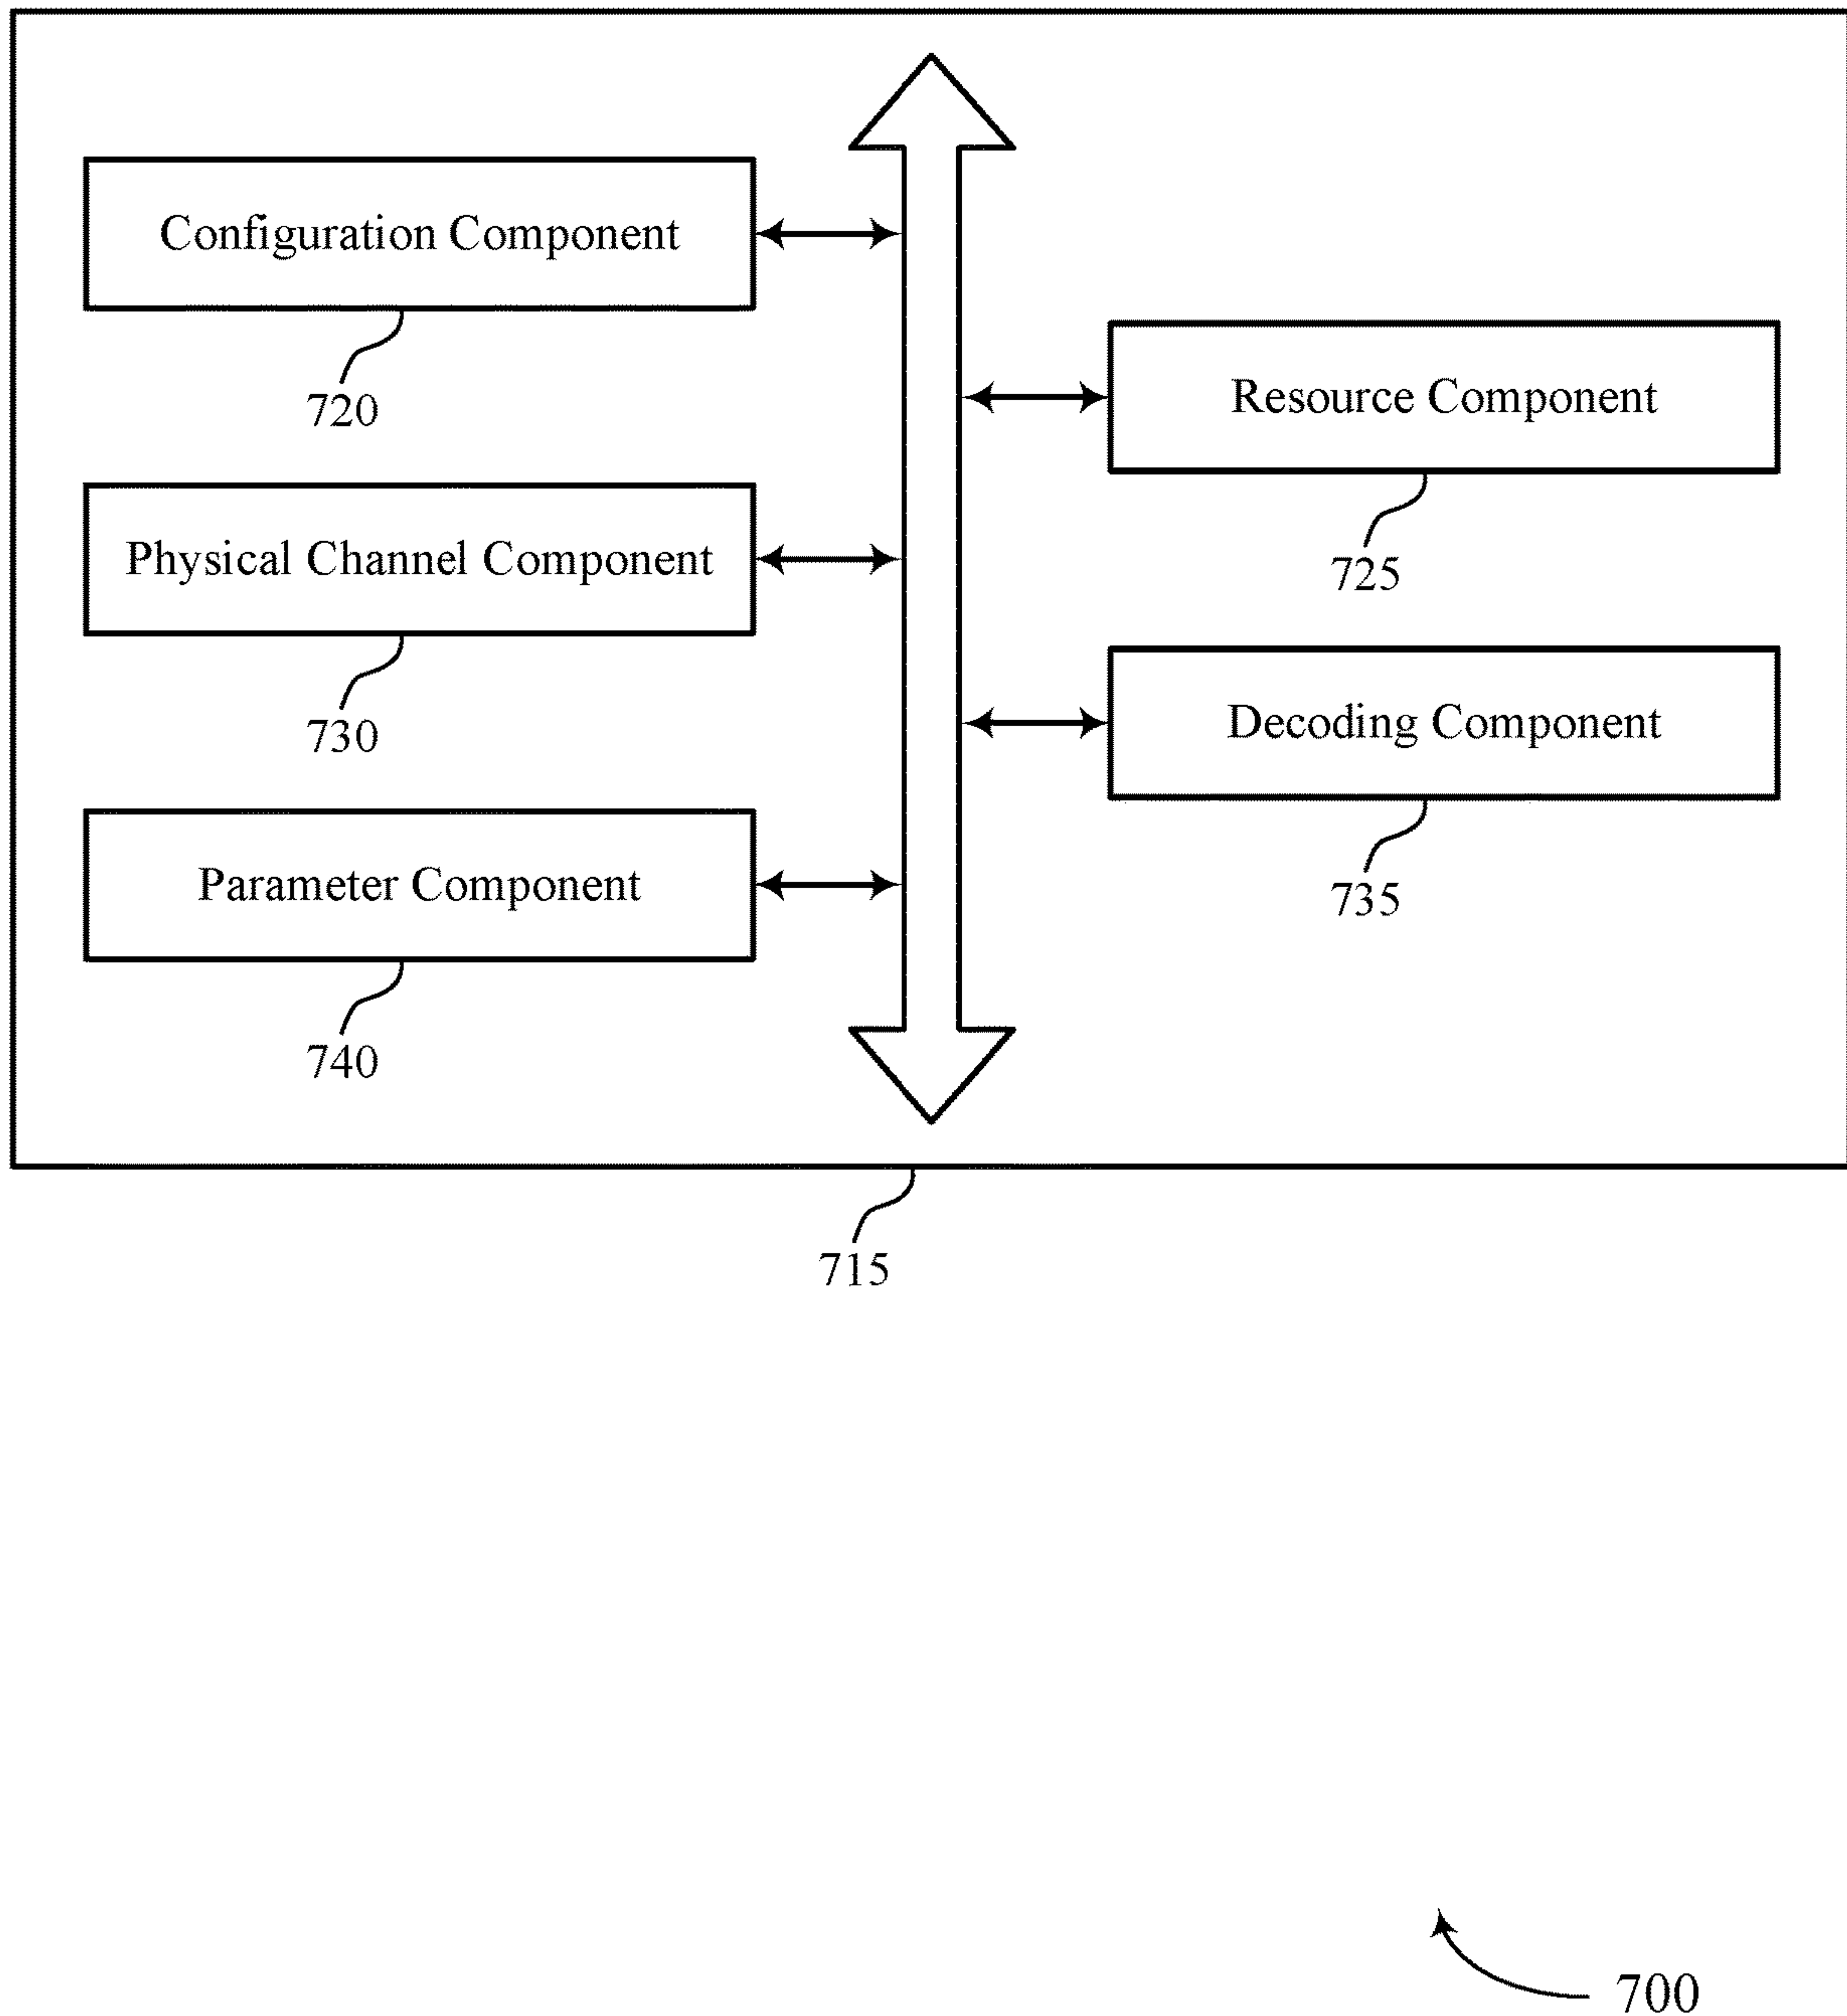 Configuration Component
720
Resource Component
725
Physical Channel Component
730
Decoding Component
735
Parameter Component
740
715
700